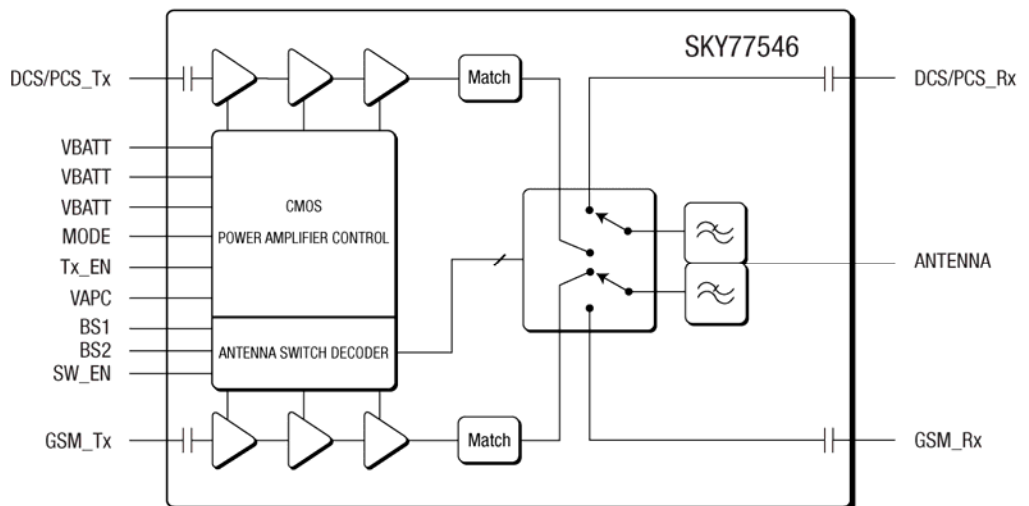 SKY77546
DCS/PCS_Tx
Match
DCS/PCS_Rx
VBATT
VBATT
VBATT
MODE
Tx_EN
VAPC
BS1
BS2
SW_EN
CMOS
POWER AMPLIFIER CONTROL
ANTENNA SWITCH DECODER
ANTENNA
GSM_Tx
Match
GSM_Rx